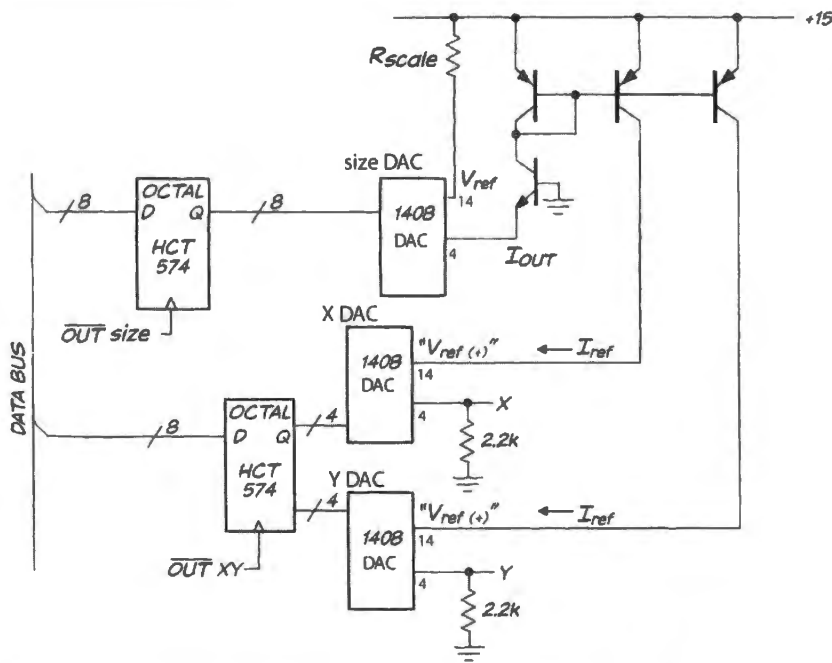 +15
Rscale
size DAC
Vref
14
8
OCTAL
D Q
HCT
574
8
1408
DAC
4
IOUT
OUT size
X DAC
"Vref (+)"
Iref
14
1408
DAC
4
X
2.2k
DATA BUS
8
OCTAL
D Q
HCT
574
4
4
Y DAC
"Vref (+)"
Iref
14
1408
DAC
4
Y
2.2k
OUT XY